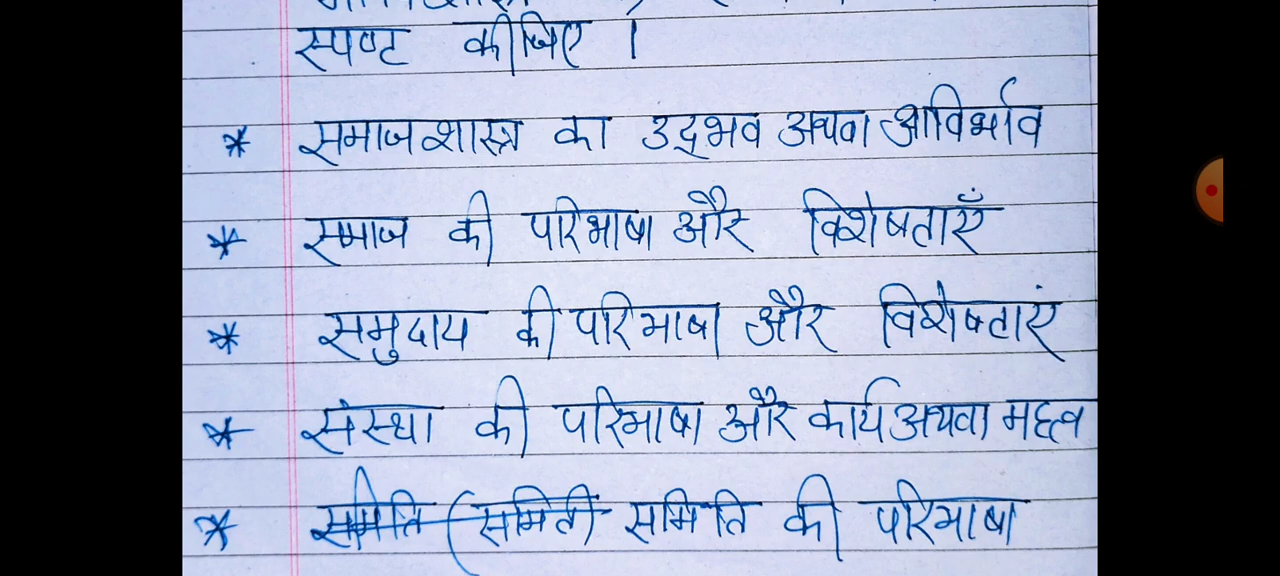 स्पष्ट कीजिए ।
* समाजशास्त्र का उद्भव अथवा आविर्भाव
* समाज की परिभाषा और विशेषताएँ
* समुदाय की परिभाषा और विशेषताएं
* संस्था की परिभाषा और कार्य अथवा महत्व
* समिति (समिती) समिति की परिभाषा